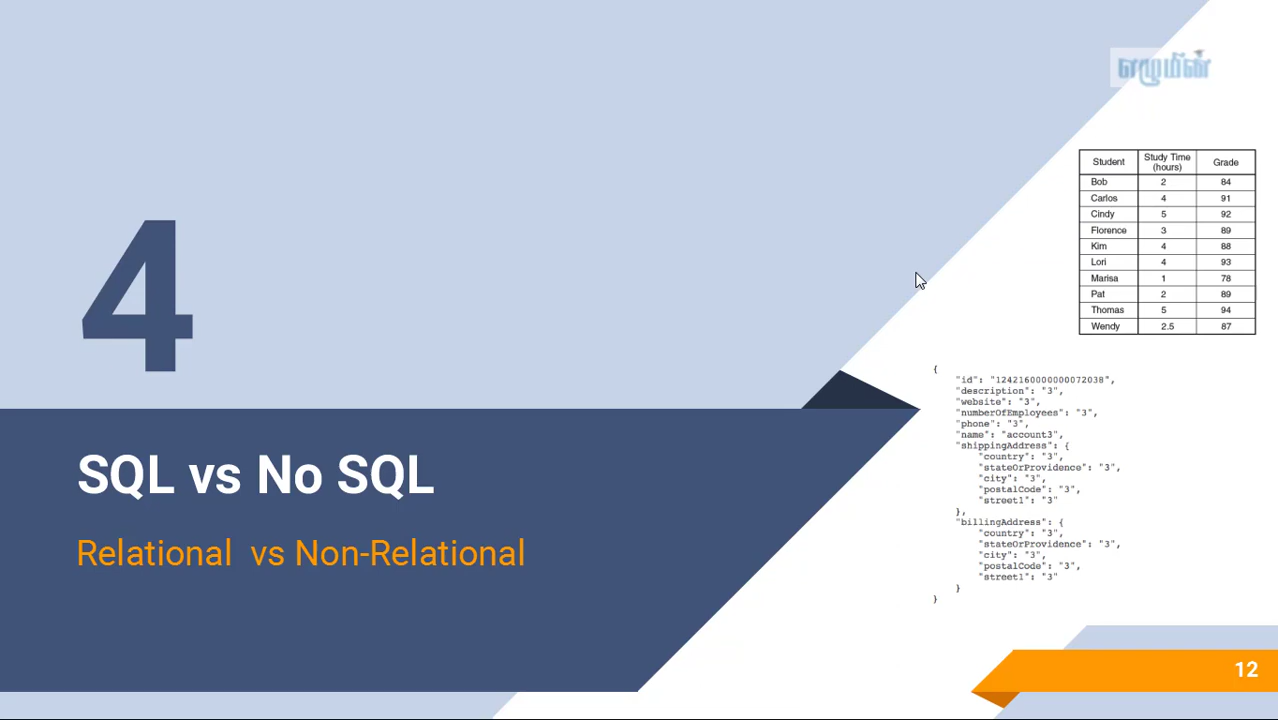 எழுமின்
4
SQL vs No SQL
Relational vs Non-Relational
Student Study Time (hours) Grade
Bob 2 84
Carlos 4 91
Cindy 5 92
Florence 3 89
Kim 4 88
Lori 4 93
Marisa 1 78
Pat 2 89
Thomas 5 94
Wendy 2.5 87
{
"id": "1242160000000072038",
"description": "3",
"website": "3",
"numberOfEmployees": "3",
"phone": "3",
"name": "account3",
"shippingAddress": {
"country": "3",
"stateOrProvidence": "3",
"city": "3",
"postalCode": "3",
"street1": "3"
},
"billingAddress": {
"country": "3",
"stateOrProvidence": "3",
"city": "3",
"postalCode": "3",
"street1": "3"
}
}
12